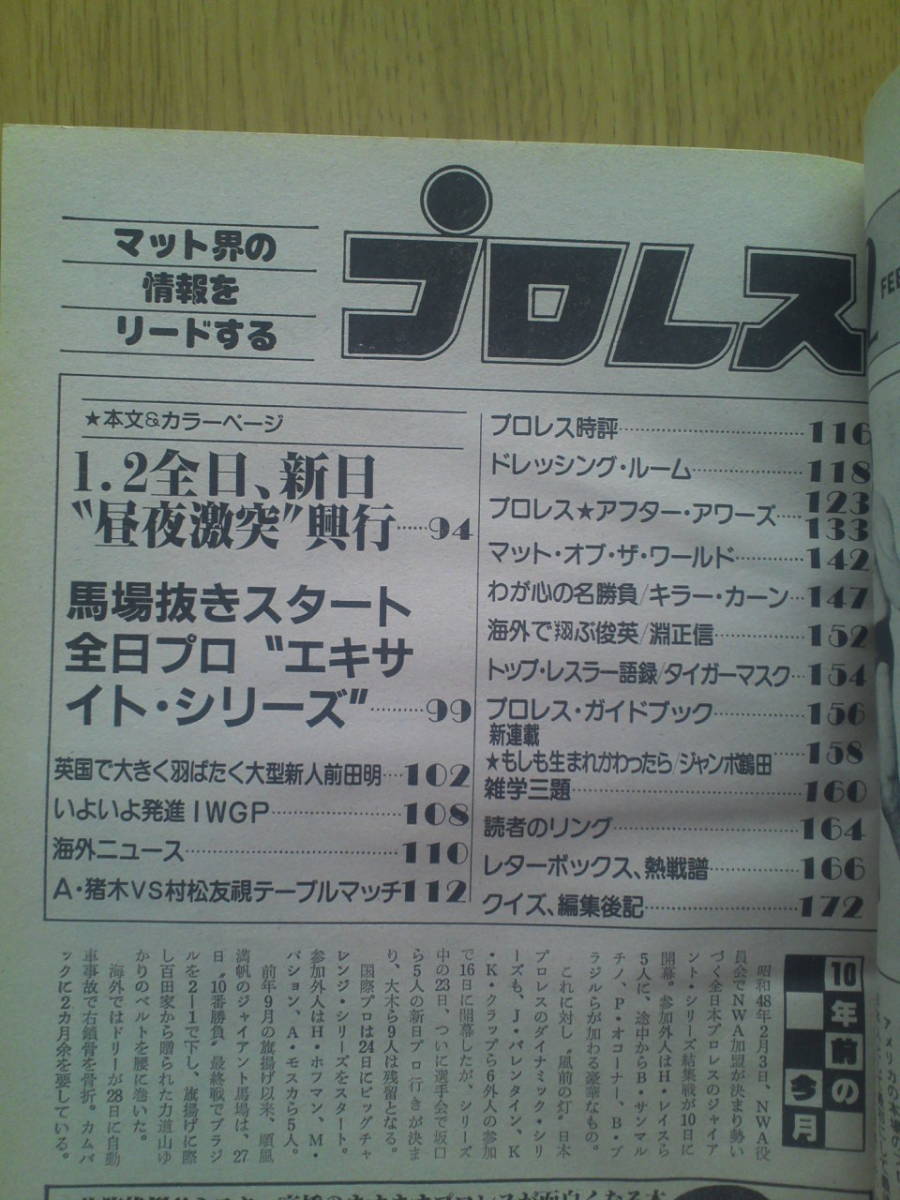 マット界の
情報を
リードする
プロレス
FEB
★本文&カラーページ
1.2全日、新日
〝昼夜激突〟興行……94
馬場抜きスタート
全日プロ〝エキサ
イト・シリーズ〟………99
英国で大きく羽ばたく大型新人前田明…102
いよいよ発進IWGP………108
海外ニュース………110
A・猪木VS村松友視テーブルマッチ112
プロレス時評………116
ドレッシング・ルーム………118
プロレス★アフター・アワーズ…123
133
マット・オブ・ザ・ワールド……142
わが心の名勝負/キラー・カーン…147
海外で翔ぶ俊英/淵正信………152
トップ・レスラー語録/タイガーマスク…154
プロレス・ガイドブック………156
新連載
★もしも生まれかわったら/ジャンボ鶴田…158
雑学三題………160
読者のリング………164
レターボックス、熱戦譜………166
クイズ、編集後記………172
10年前の
今月
昭和48年2月3日、NWA役
員会でNWA加盟が決まり勢い
づく全日本プロレスのジャイア
ント・シリーズ結集戦が10日に
開幕。参加外人はH・レイスら
5人に、途中からB・サンマル
チノ、P・オコーナー、B・ブ
ラジルらが加わる豪華なもの。
これに対し〝風前の灯〟日本
プロレスのダイナミック・シリ
ーズも、J・バレンタイン、K
・K・クラップら6外人の参加
で16日に開幕したが、シリーズ
中の23日、ついに選手会で坂口
ら5人の新日プロ行きが決ま
り、大木ら9人は残留となる。
国際プロは24日にビッグチャ
レンジ・シリーズをスタート。
参加外人はH・ホフマン、M・
バション、A・モスカら5人。
前年9月の旗揚げ以来、順風
満帆のジャイアント馬場は、27
日〝10番勝負〟最終戦でブラジ
ルを2—1で下し、旗揚げに際
し百田家から贈られた力道山ゆ
かりのベルトを腰に巻いた。
海外ではドリーが28日に自動
車事故で右鎖骨を骨折。カムバ
ックに2カ月余を要している。